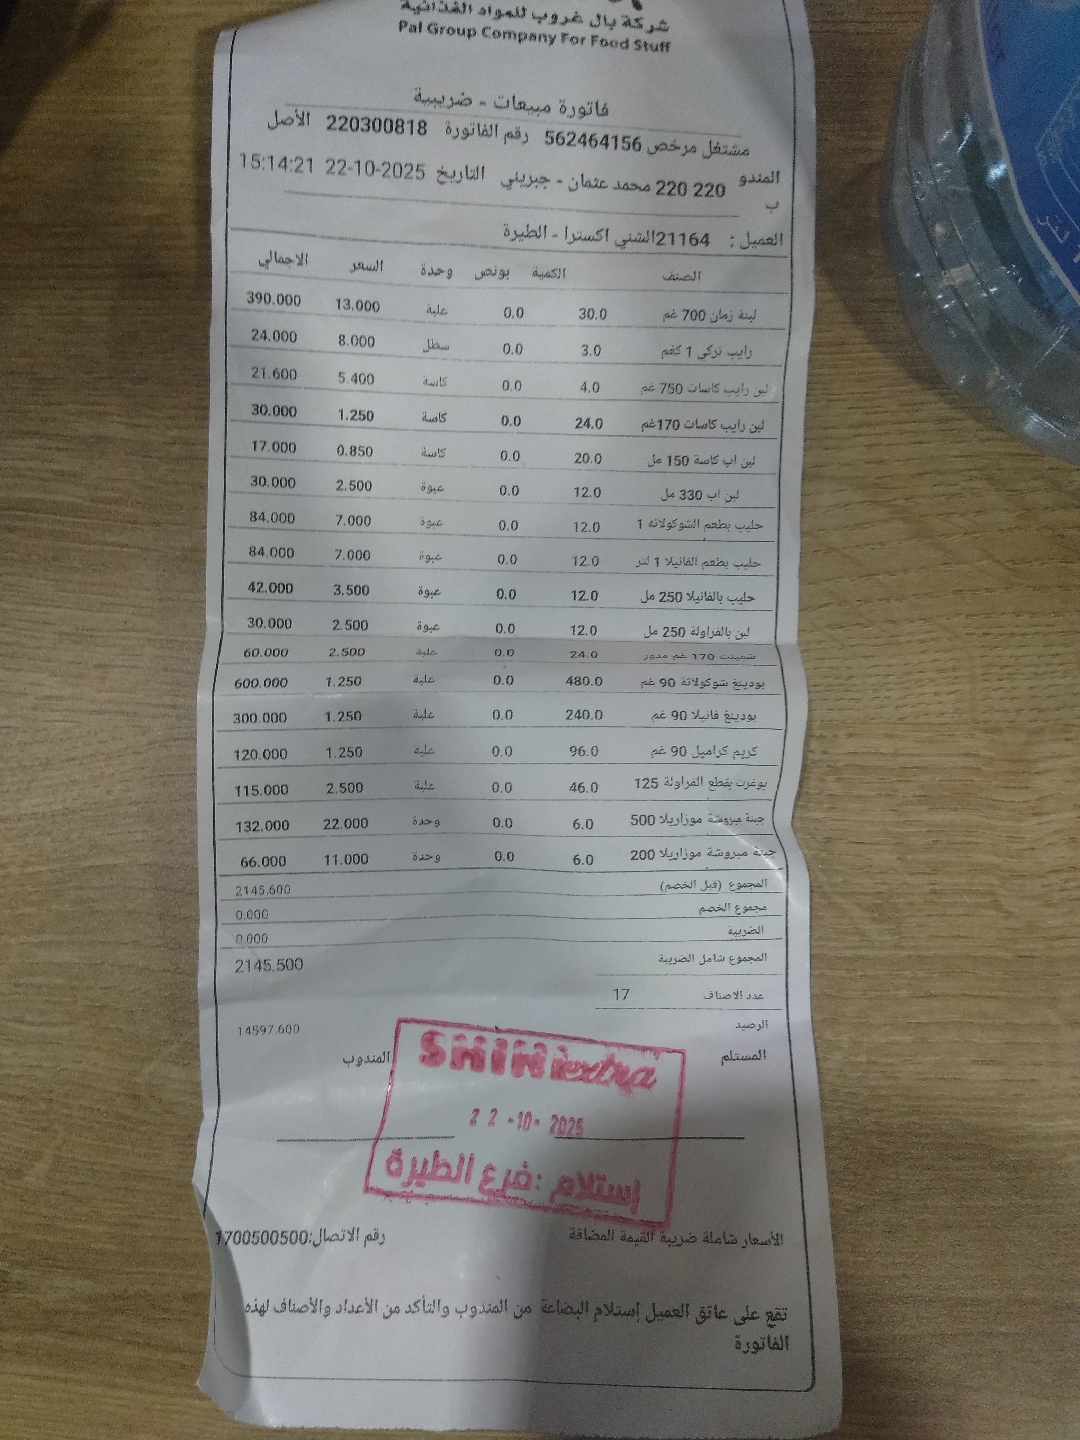 شركة بال غروب للمواد الغذائية
Pal Group Company For Food Stuff
فاتورة مبيعات - ضريبية
مشتغل مرخص 562464156 رقم الفاتورة 220300818 الأصل
المندوب 220 220 محمد عثمان - جبريني التاريخ 22-10-2025 15:14:21
العميل : 21164الشني اكسترا - الطيرة
الصنف الكمية بونص وحدة السعر الاجمالي
لبنة زمان 700 غم 30.0 0.0 علبة 13.000 390.000
رايب تركي 1 كغم 3.0 0.0 سطل 8.000 24.000
لبن رايب كاسات 750 غم 4.0 0.0 كاسة 5.400 21.600
لبن رايب كاسات 170غم 24.0 0.0 كاسة 1.250 30.000
لبن اب كاسة 150 مل 20.0 0.0 كاسة 0.850 17.000
لبن اب 330 مل 12.0 0.0 عبوة 2.500 30.000
حليب بطعم الشوكولاته 1 12.0 0.0 عبوة 7.000 84.000
حليب بطعم الفانيلا 1 لتر 12.0 0.0 عبوة 7.000 84.000
حليب بالفانيلا 250 مل 12.0 0.0 عبوة 3.500 42.000
لبن بالفراولة 250 مل 12.0 0.0 عبوة 2.500 30.000
شمينت 170 غم مدور 24.0 0.0 علبة 2.500 60.000
بودينغ شوكولاتة 90 غم 480.0 0.0 علبة 1.250 600.000
بودينغ فانيلا 90 غم 240.0 0.0 علبة 1.250 300.000
كريم كراميل 90 غم 96.0 0.0 علبة 1.250 120.000
يوغرت بقطع الفراولة 125 46.0 0.0 علبة 2.500 115.000
جبنة مبروشة موزاريلا 500 6.0 0.0 وحدة 22.000 132.000
جبنة مبروشة موزاريلا 200 6.0 0.0 وحدة 11.000 66.000
المجموع (قبل الخصم) 2145.600
مجموع الخصم 0.000
الضريبة 0.000
المجموع شامل الضريبة 2145.500
عدد الاصناف 17
الرصيد 14597.600
المستلم المندوب
SHINI extra
22-10-2025
إستلام : فرع الطيرة
الأسعار شاملة ضريبة القيمة المضافة رقم الاتصال:1700500500
تقع على عاتق العميل إستلام البضاعة من المندوب والتأكد من الأعداد والأصناف لهذه
الفاتورة